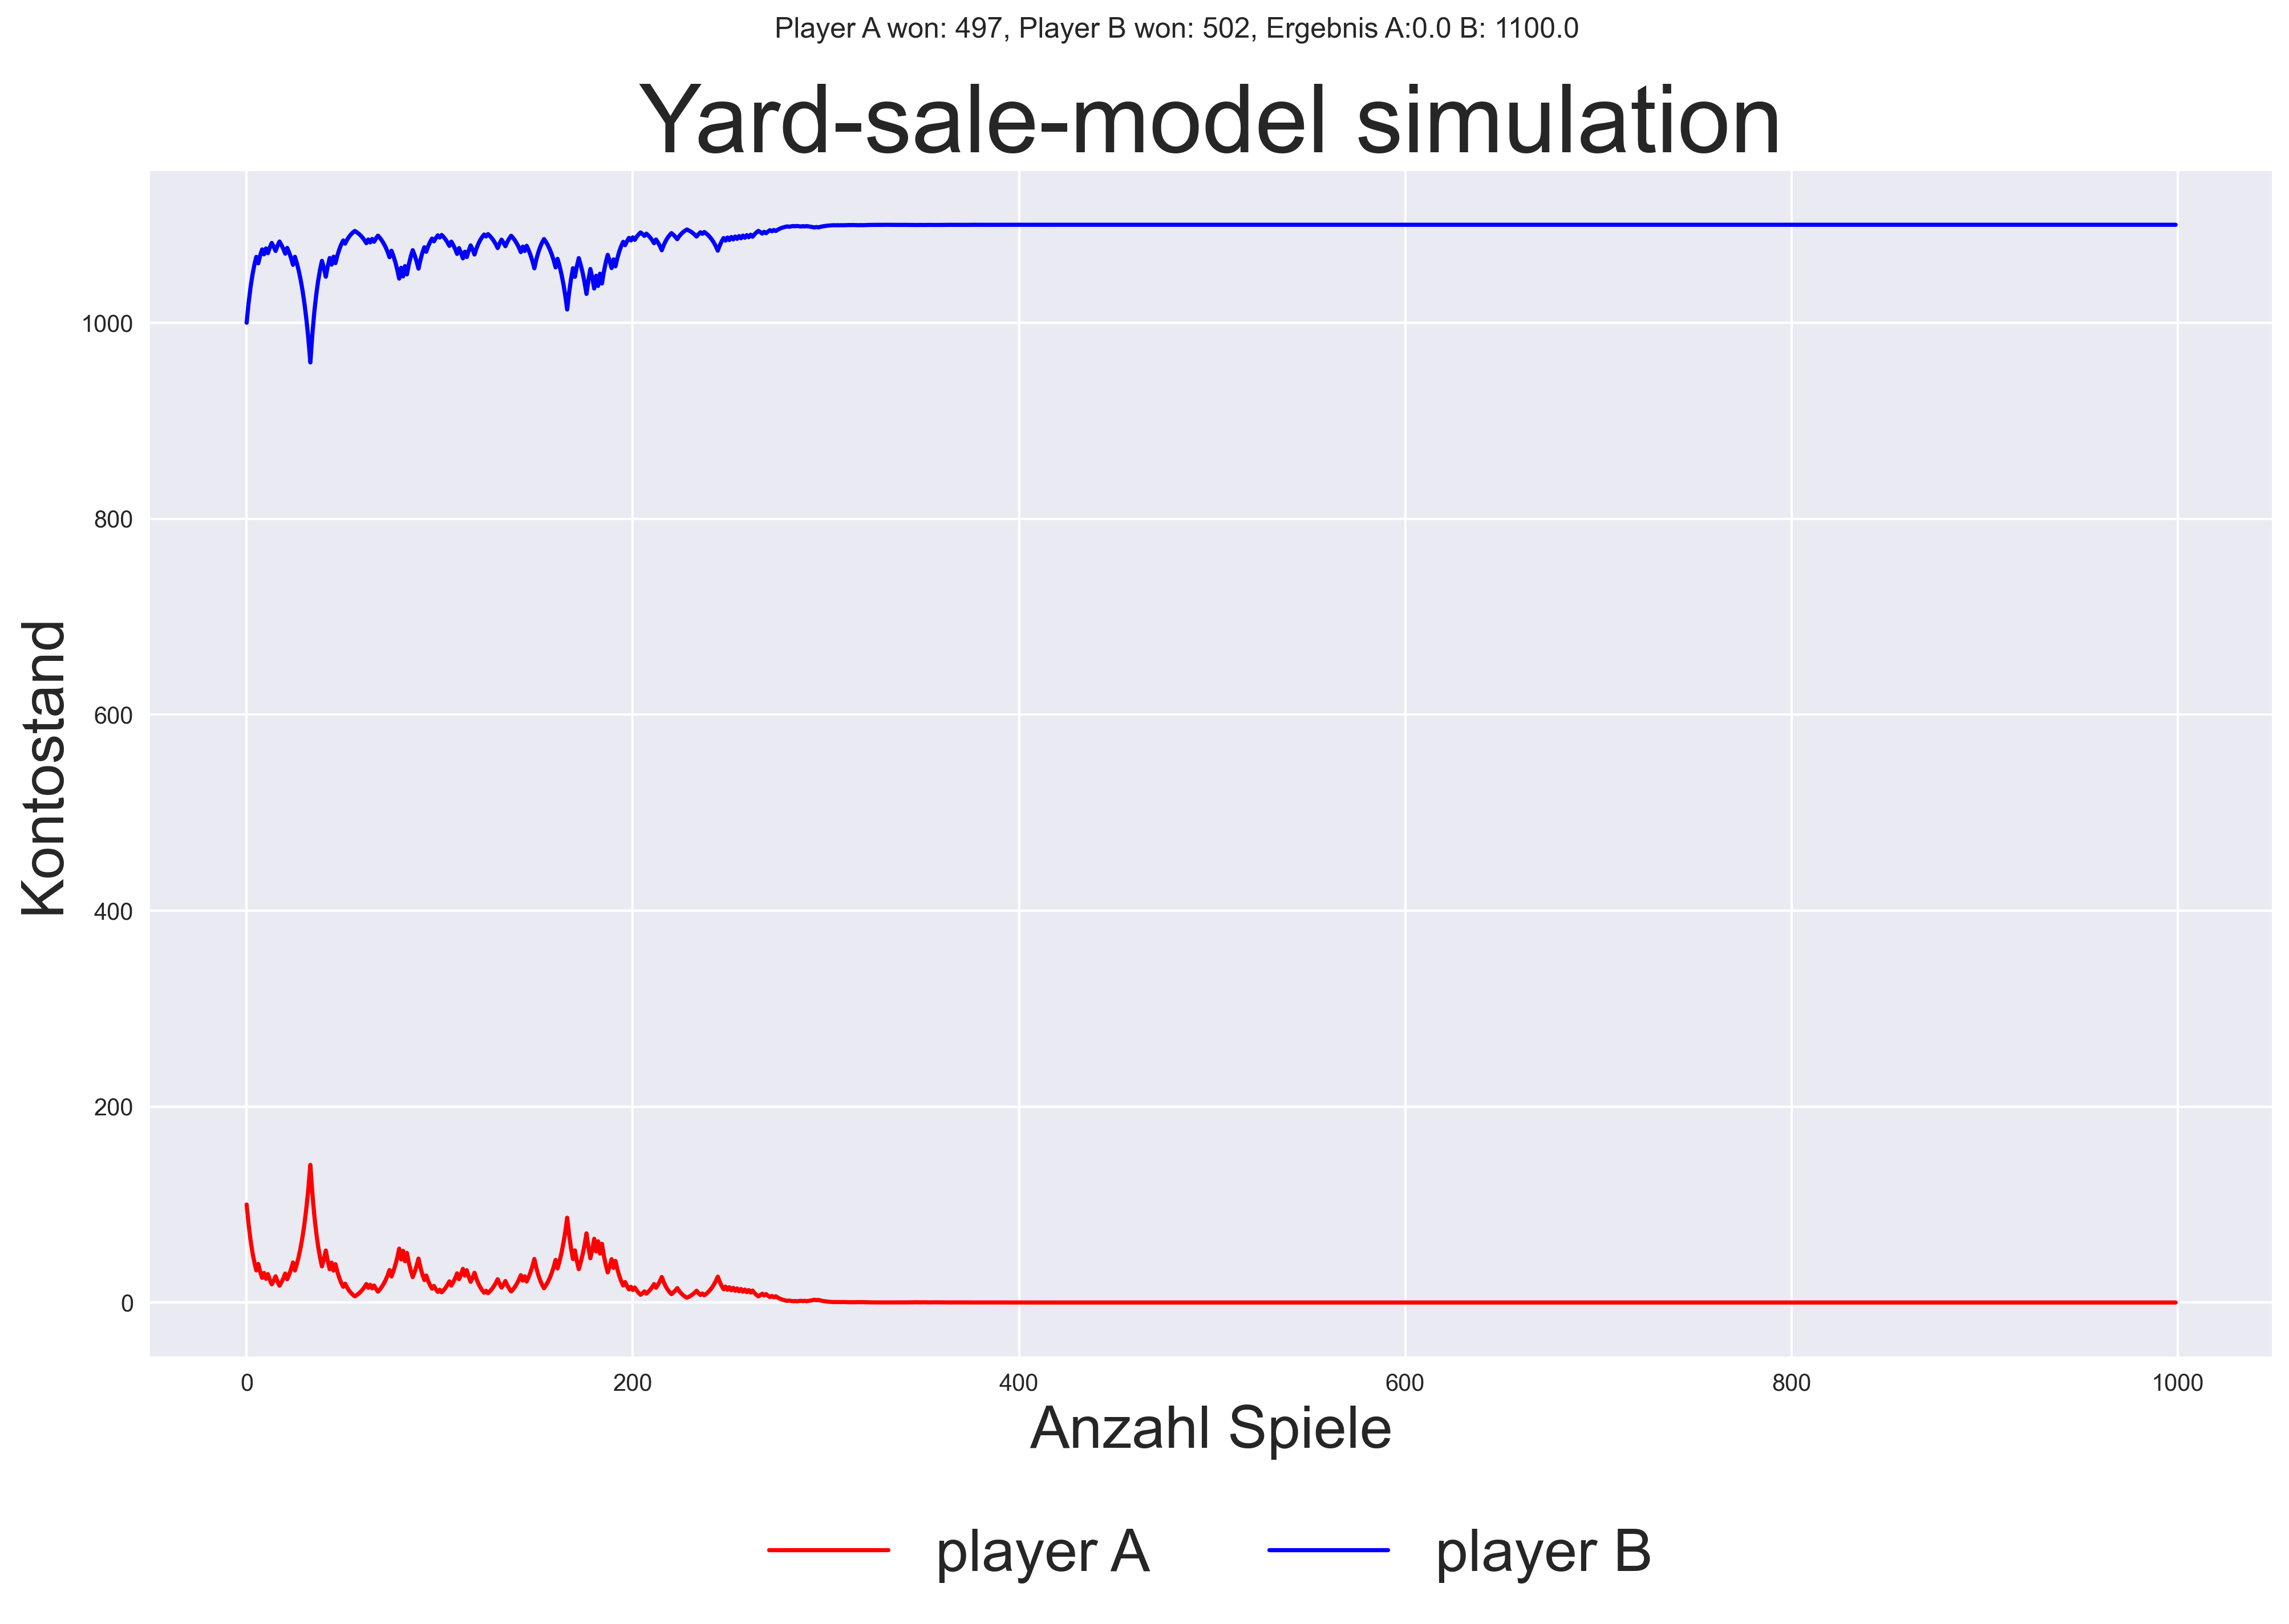 Player A won: 497, Player B won: 502, Ergebnis A:0.0 B: 1100.0
Yard-sale-model simulation
Kontostand
1000
800
600
400
200
0
0 200 400 600 800 1000
Anzahl Spiele
player A player B